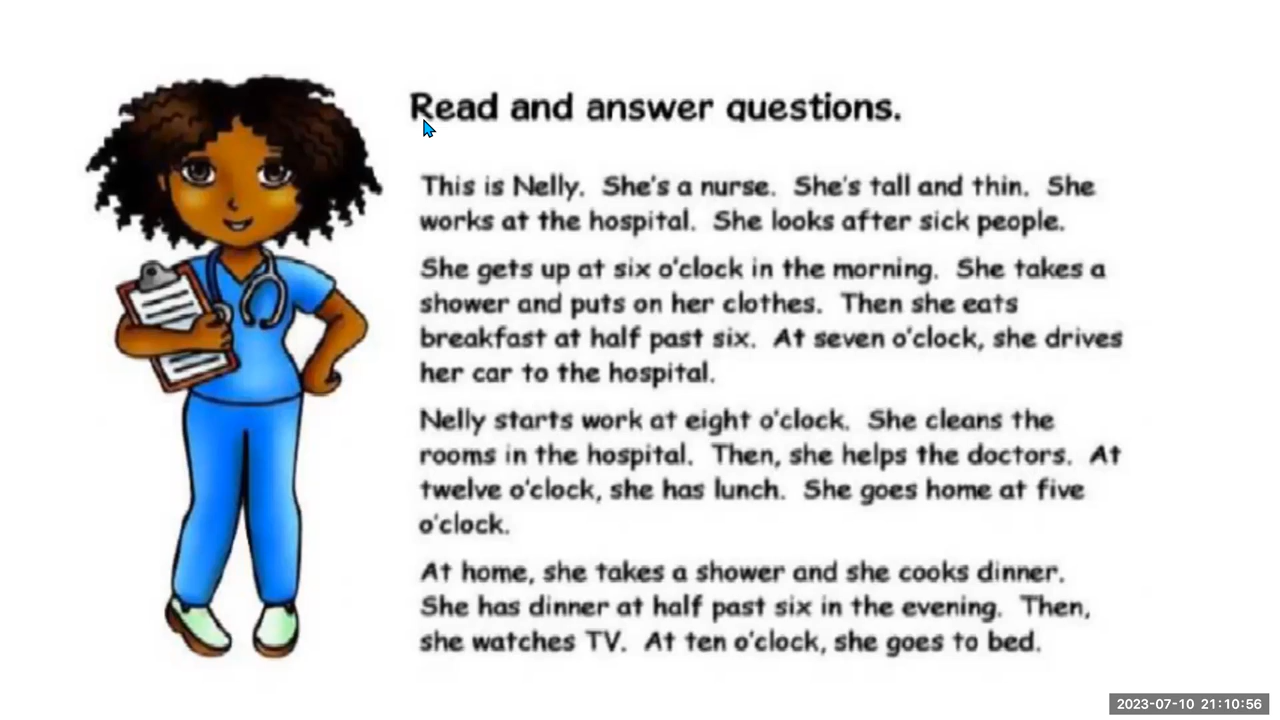 Read and answer questions.
This is Nelly. She's a nurse. She's tall and thin. She
works at the hospital. She looks after sick people.
She gets up at six o'clock in the morning. She takes a
shower and puts on her clothes. Then she eats
breakfast at half past six. At seven o'clock, she drives
her car to the hospital.
Nelly starts work at eight o'clock. She cleans the
rooms in the hospital. Then, she helps the doctors. At
twelve o'clock, she has lunch. She goes home at five
o'clock.
At home, she takes a shower and she cooks dinner.
She has dinner at half past six in the evening. Then,
she watches TV. At ten o'clock, she goes to bed.
2023-07-10 21:10:56